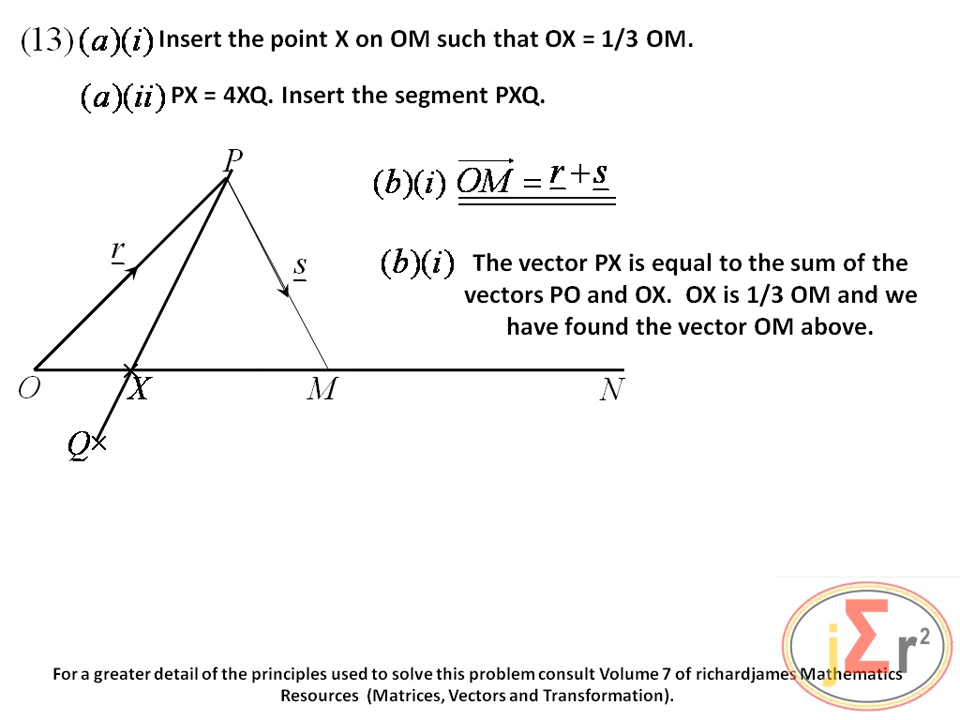 (13) (a)(i) Insert the point X on OM such that OX = 1/3 OM.
(a)(ii) PX = 4XQ. Insert the segment PXQ.
P
(b)(i) OM = r + s
r
s
(b)(i) The vector PX is equal to the sum of the
vectors PO and OX. OX is 1/3 OM and we
have found the vector OM above.
O X M N
Q
jΣr²
For a greater detail of the principles used to solve this problem consult Volume 7 of richardjames Mathematics
Resources (Matrices, Vectors and Transformation).